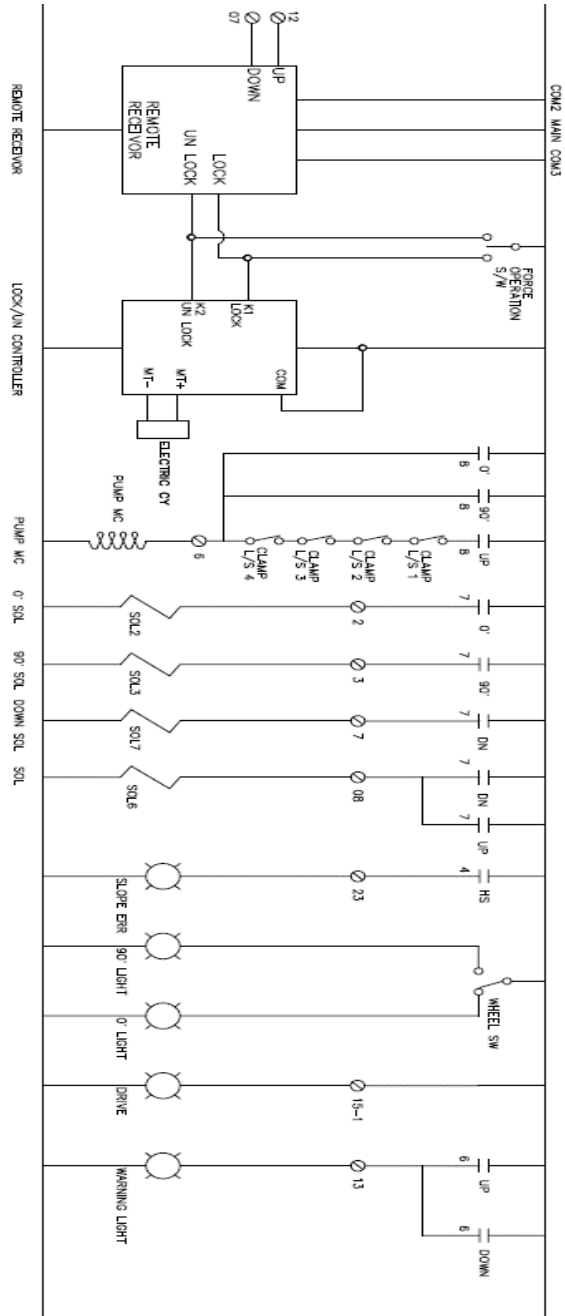 COM2 MAIN COM3
FORCE
OPERATION
S/W
12
07
UP
DOWN
LOCK
UN LOCK
REMOTE
RECEIVOR
REMOTE RECEIVOR
COM
K1
LOCK
K2
UN LOCK
MT+
MT-
ELECTRIC CY
LOCK/UN CONTROLLER
0'
8
90'
8
UP
8
CLAMP
L/S 1
CLAMP
L/S 2
CLAMP
L/S 3
CLAMP
L/S 4
6
PUMP MC
PUMP MC
0'
7
2
SOL2
0' SOL
90'
7
3
SOL3
90' SOL
DN
7
7
SOL7
DOWN SOL
DN
7
UP
7
08
SOL6
SOL
HS
4
23
SLOPE ERR
WHEEL SW
90' LIGHT
0' LIGHT
15-1
DRIVE
UP
6
DOWN
6
13
WARNING LIGHT